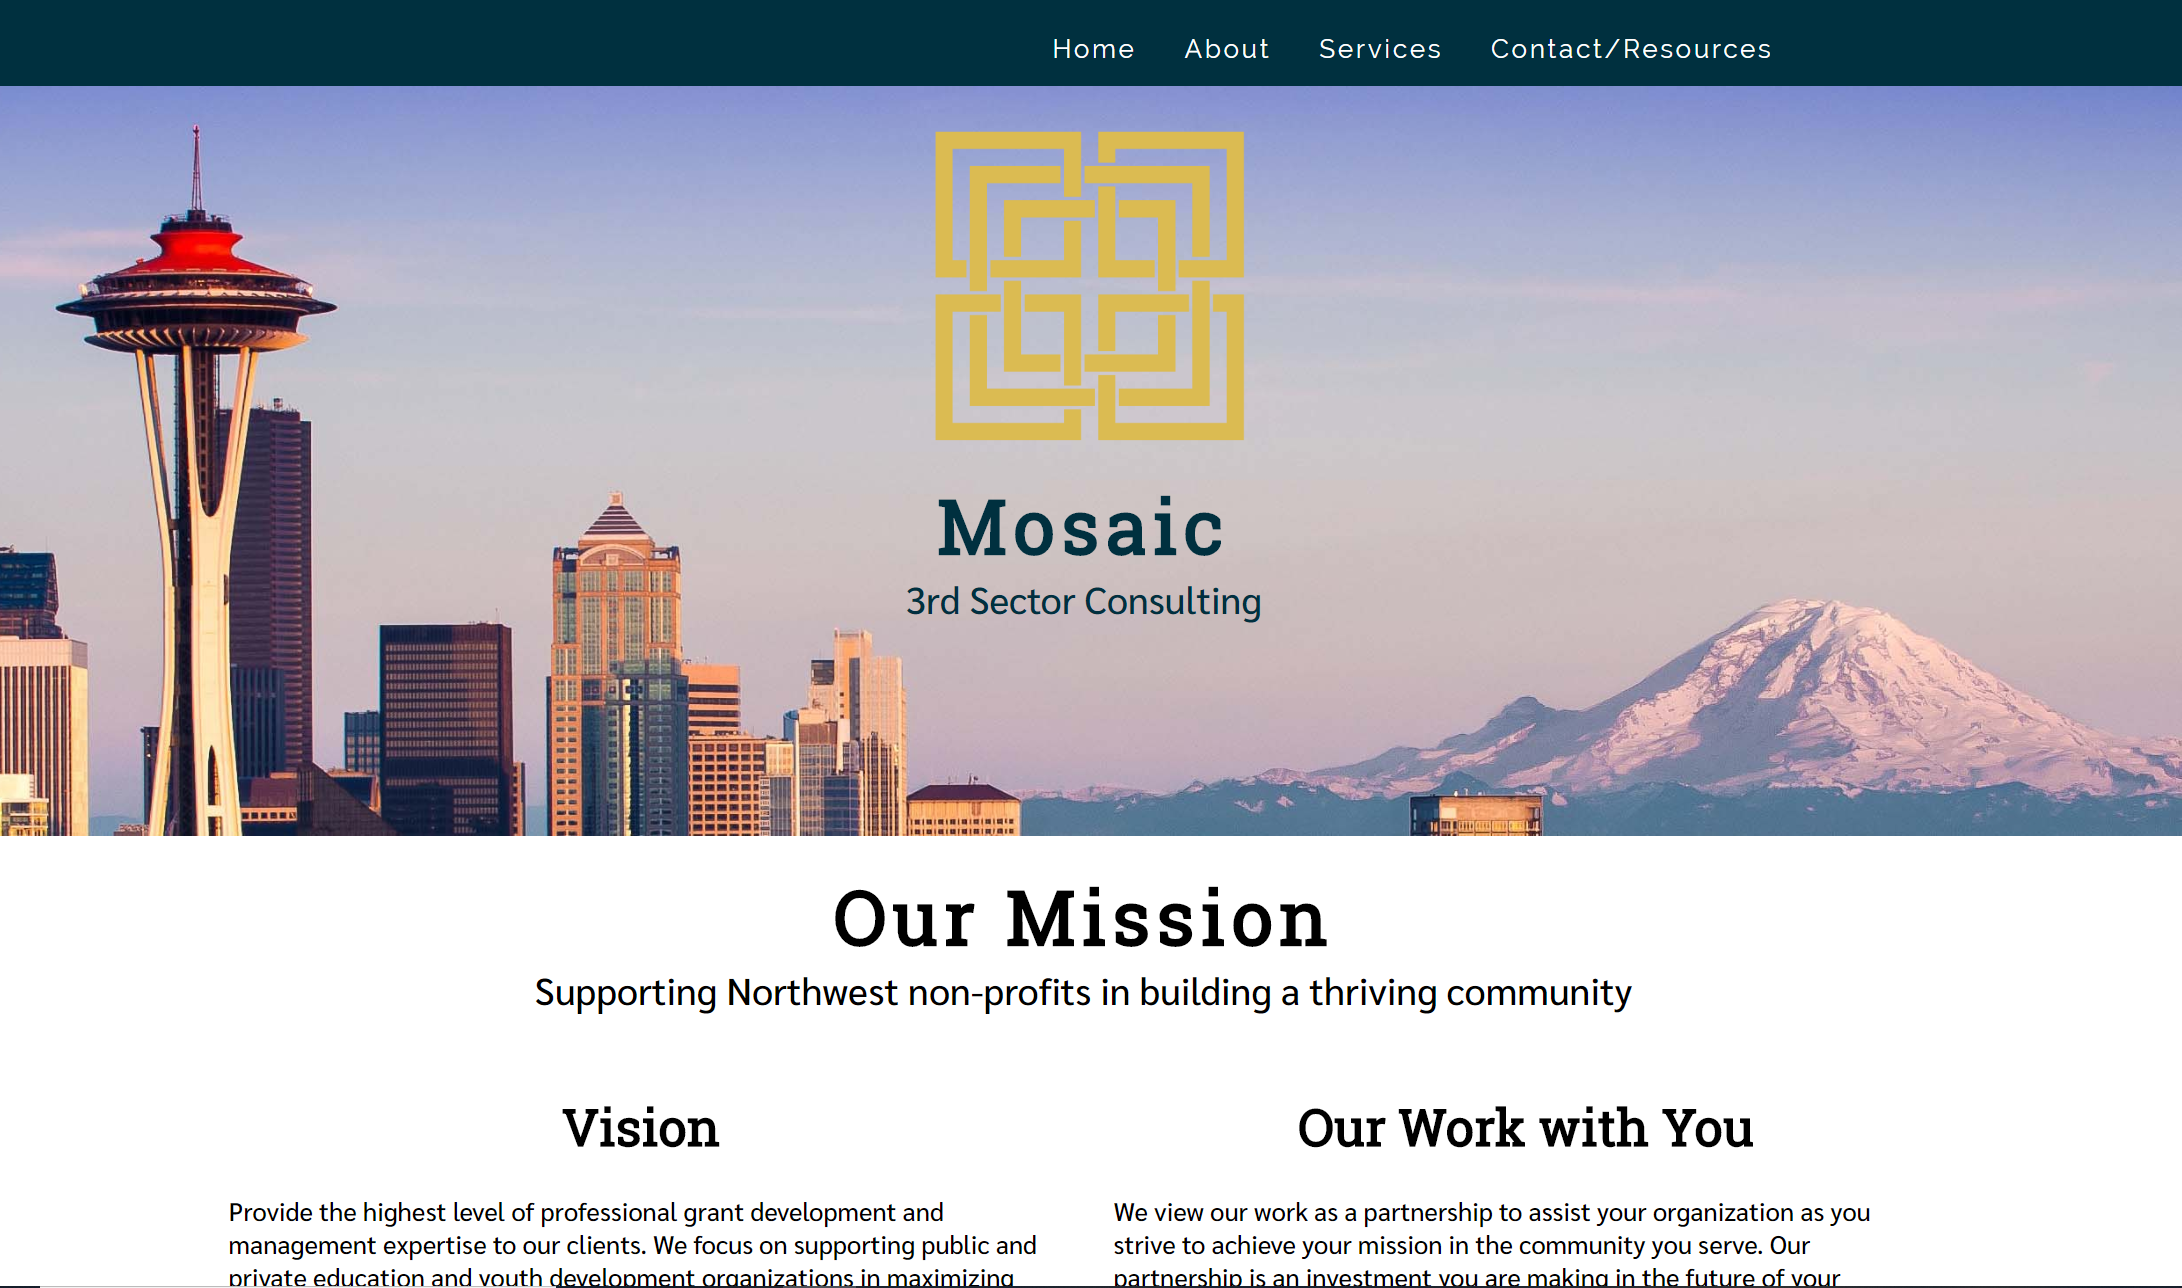 Home About Services Contact/Resources
Mosaic
3rd Sector Consulting
Our Mission
Supporting Northwest non-profits in building a thriving community
Vision
Provide the highest level of professional grant development and
management expertise to our clients. We focus on supporting public and
private education and youth development organizations in maximizing
Our Work with You
We view our work as a partnership to assist your organization as you
strive to achieve your mission in the community you serve. Our
partnership is an investment you are making in the future of your